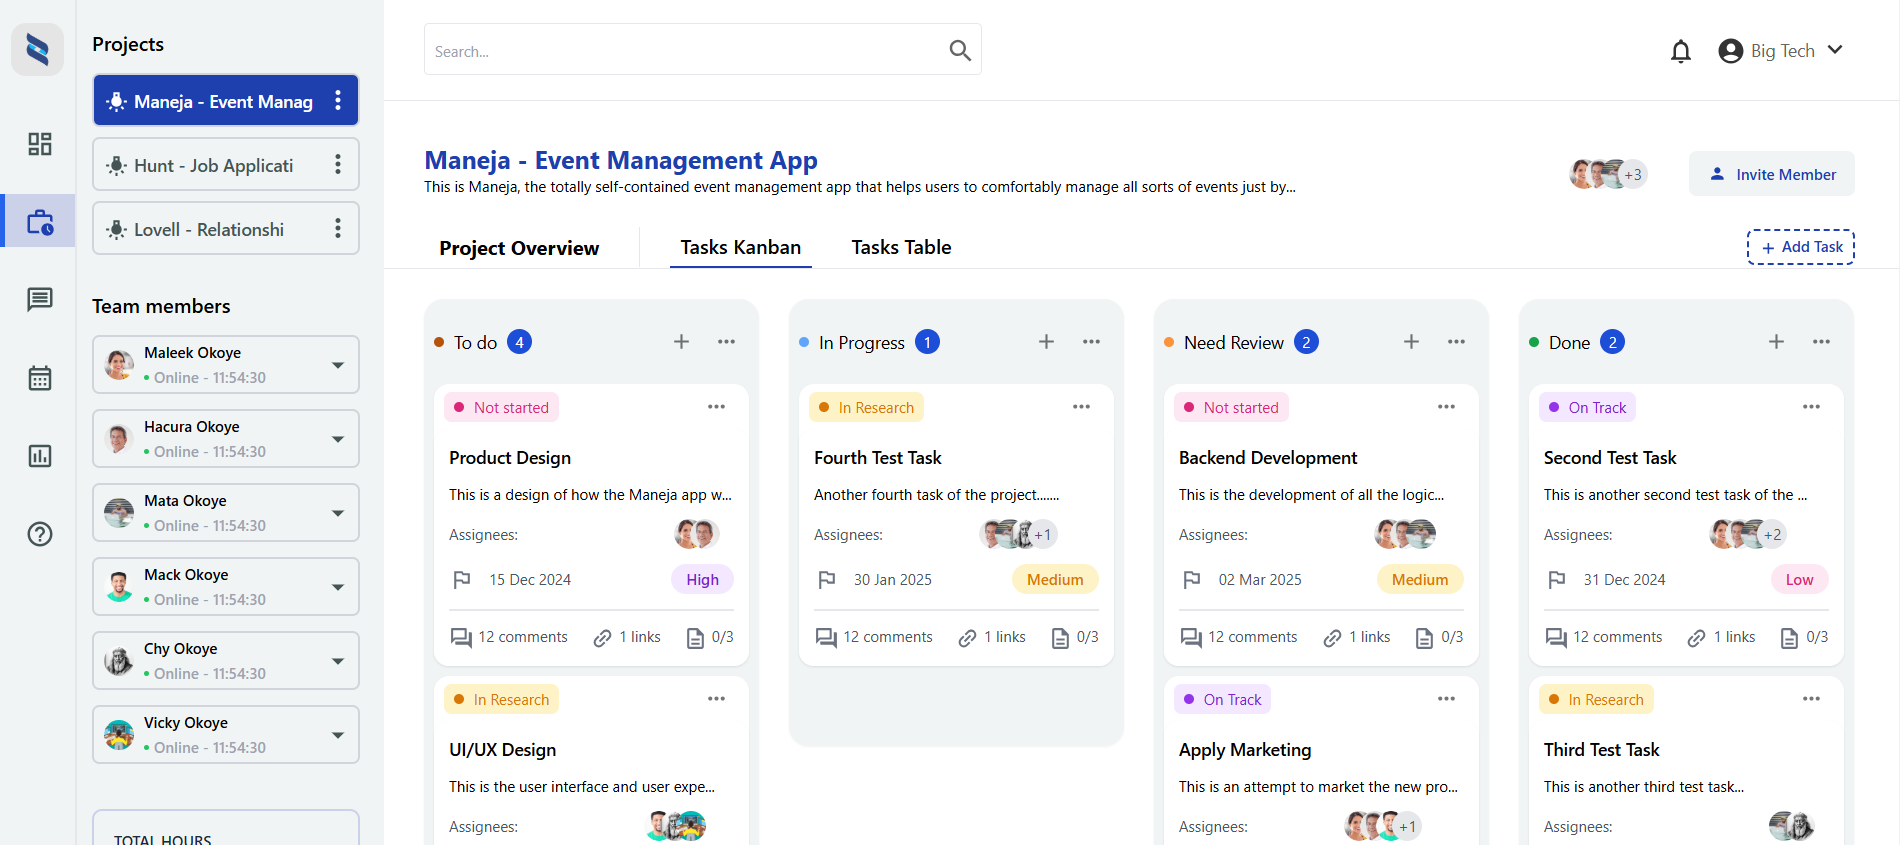 Projects
Maneja - Event Manag
Hunt - Job Applicati
Lovell - Relationshi
Team members
Maleek Okoye
Online - 11:54:30
Hacura Okoye
Online - 11:54:30
Mata Okoye
Online - 11:54:30
Mack Okoye
Online - 11:54:30
Chy Okoye
Online - 11:54:30
Vicky Okoye
Online - 11:54:30
TOTAL HOURS
Search...
Big Tech
Maneja - Event Management App
This is Maneja, the totally self-contained event management app that helps users to comfortably manage all sorts of events just by...
+3
Invite Member
Project Overview
Tasks Kanban
Tasks Table
+ Add Task
To do 4
Not started
Product Design
This is a design of how the Maneja app w...
Assignees:
15 Dec 2024
High
12 comments
1 links
0/3
In Research
UI/UX Design
This is the user interface and user expe...
Assignees:
In Progress 1
In Research
Fourth Test Task
Another fourth task of the project.......
Assignees:
+1
30 Jan 2025
Medium
12 comments
1 links
0/3
Need Review 2
Not started
Backend Development
This is the development of all the logic...
Assignees:
02 Mar 2025
Medium
12 comments
1 links
0/3
On Track
Apply Marketing
This is an attempt to market the new pro...
Assignees:
+1
Done 2
On Track
Second Test Task
This is another second test task of the ...
Assignees:
+2
31 Dec 2024
Low
12 comments
1 links
0/3
In Research
Third Test Task
This is another third test task...
Assignees: